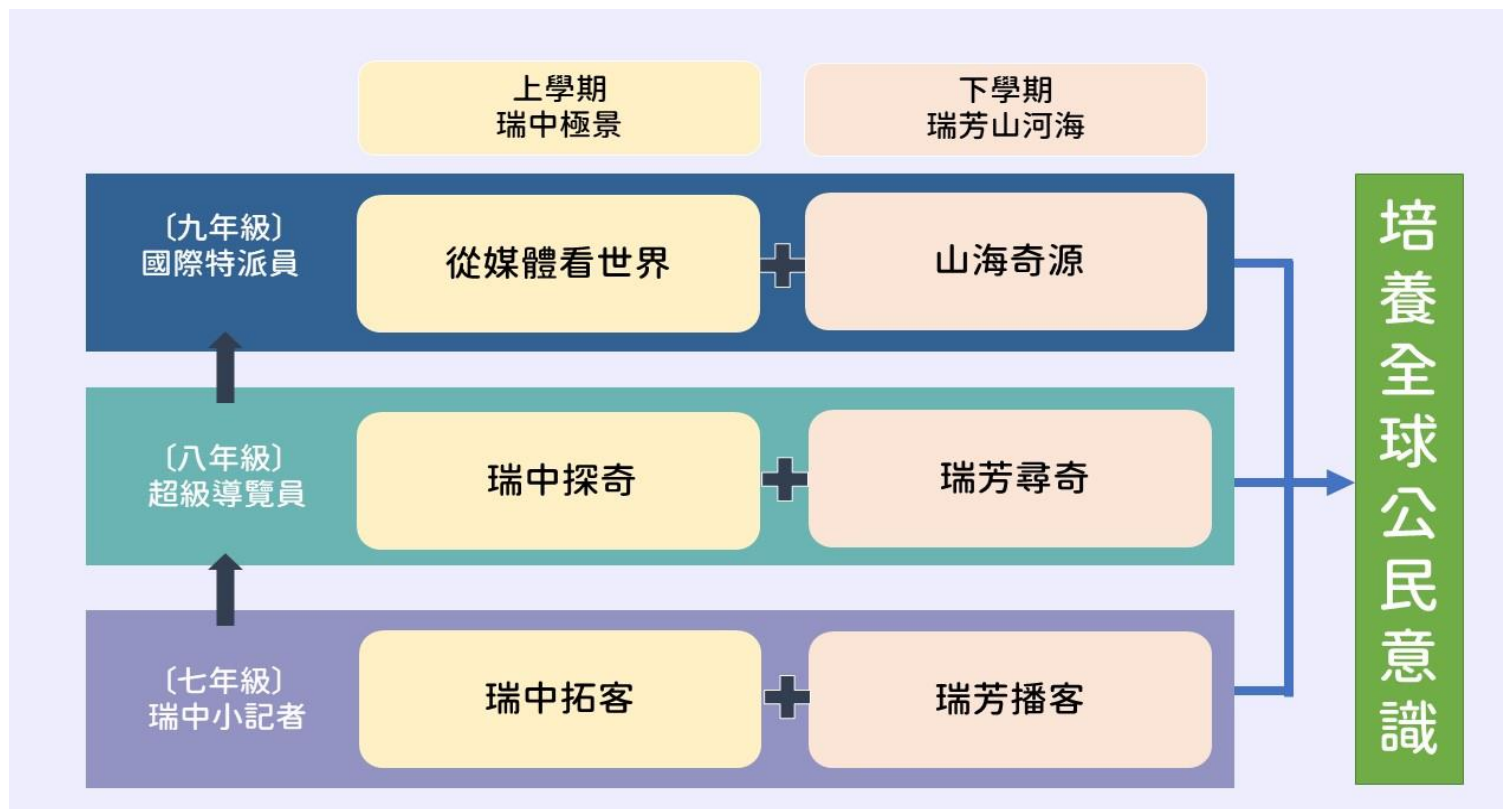 上學期
瑞中極景
下學期
瑞芳山河海
〔九年級〕
國際特派員
從媒體看世界
山海奇源
〔八年級〕
超級導覽員
瑞中探奇
瑞芳尋奇
〔七年級〕
瑞中小記者
瑞中拓客
瑞芳播客
培養全球公民意識